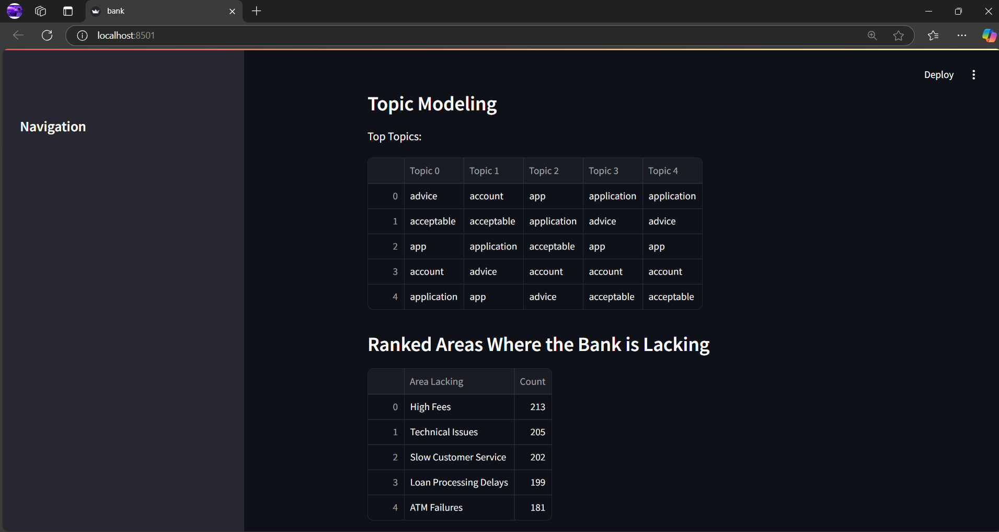 bank
localhost:8501
Deploy
Navigation
Topic Modeling
Top Topics:
Topic 0 Topic 1 Topic 2 Topic 3 Topic 4
0 advice account app application application
1 acceptable acceptable application advice advice
2 app application acceptable app app
3 account advice account account account
4 application app advice acceptable acceptable
Ranked Areas Where the Bank is Lacking
Area Lacking Count
0 High Fees 213
1 Technical Issues 205
2 Slow Customer Service 202
3 Loan Processing Delays 199
4 ATM Failures 181